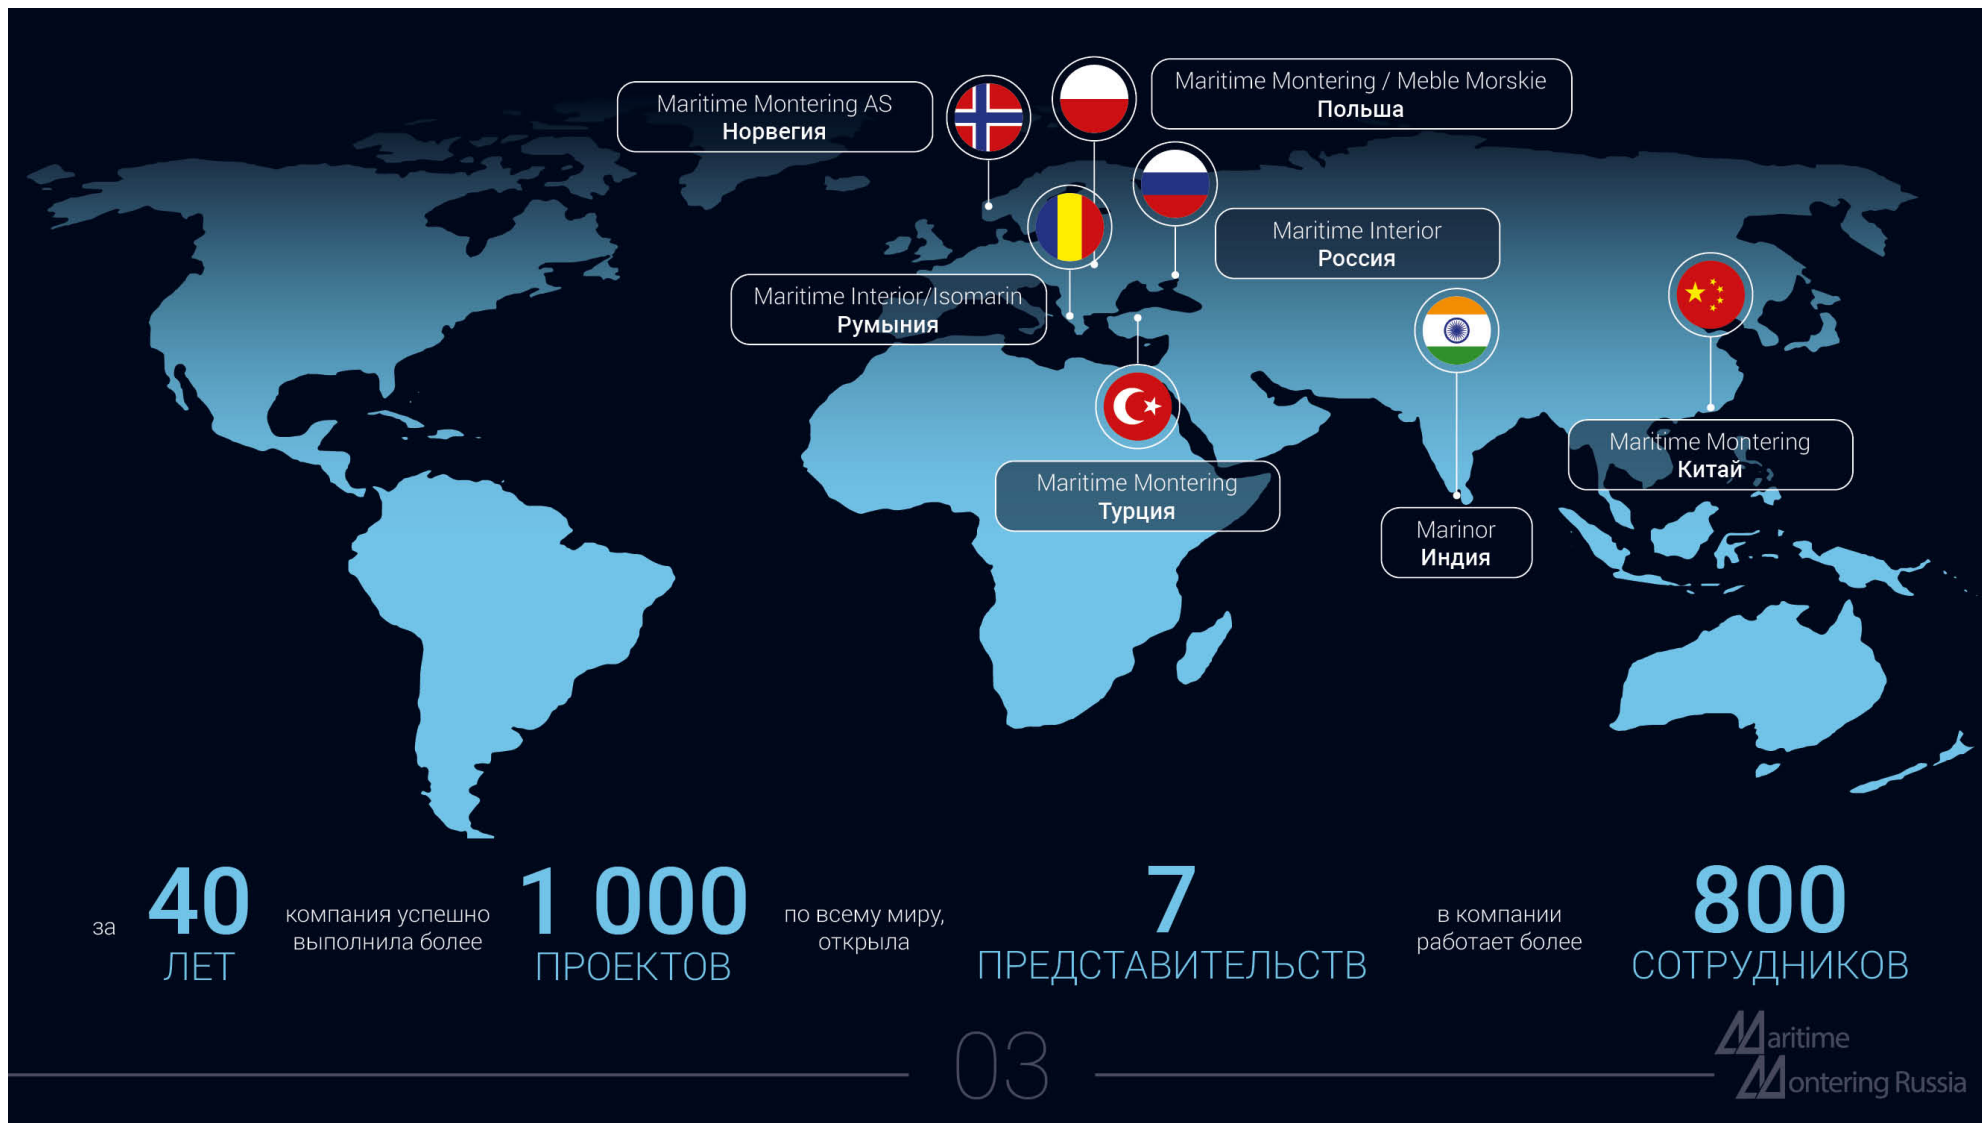 Maritime Montering AS
Норвегия
Maritime Montering / Meble Morskie
Польша
Maritime Interior
Россия
Maritime Interior/Isomarin
Румыния
Maritime Montering
Турция
Marinor
Индия
Maritime Montering
Китай
за
40
ЛЕТ
компания успешно
выполнила более
1 000
ПРОЕКТОВ
по всему миру,
открыла
7
ПРЕДСТАВИТЕЛЬСТВ
в компании
работает более
800
СОТРУДНИКОВ
03
Maritime
Montering Russia